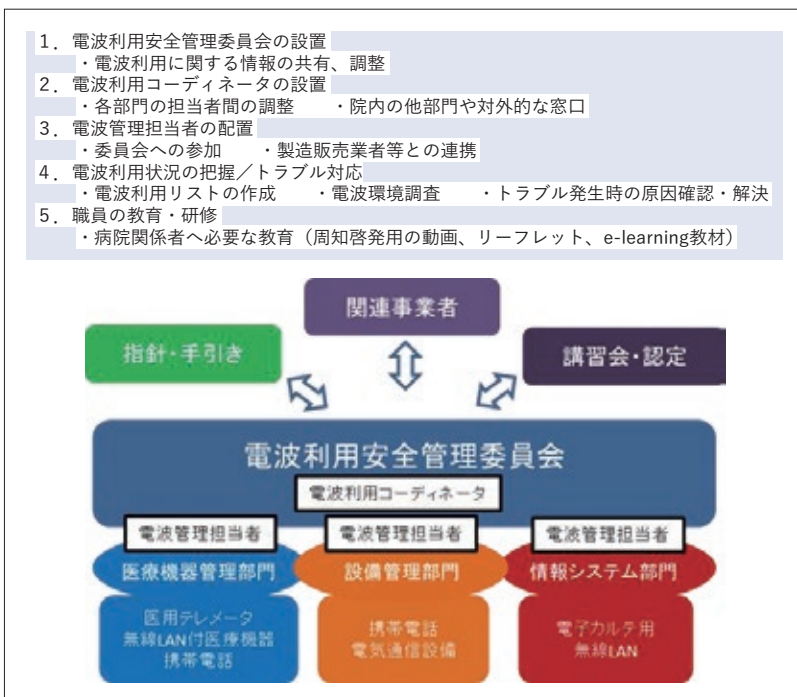 1．電波利用安全管理委員会の設置
・電波利用に関する情報の共有、調整
2．電波利用コーディネータの設置
・各部門の担当者間の調整　　・院内の他部門や対外的な窓口
3．電波管理担当者の配置
・委員会への参加　　・製造販売業者等との連携
4．電波利用状況の把握／トラブル対応
・電波利用リストの作成　　・電波環境調査　　・トラブル発生時の原因確認・解決
5．職員の教育・研修
・病院関係者へ必要な教育（周知啓発用の動画、リーフレット、e-learning教材）
関連事業者
指針・手引き
講習会・認定
電波利用安全管理委員会
電波利用コーディネータ
電波管理担当者
電波管理担当者
電波管理担当者
医療機器管理部門
設備管理部門
情報システム部門
医用テレメータ
無線LAN付医療機器
携帯電話
携帯電話
電気通信設備
電子カルテ用
無線LAN